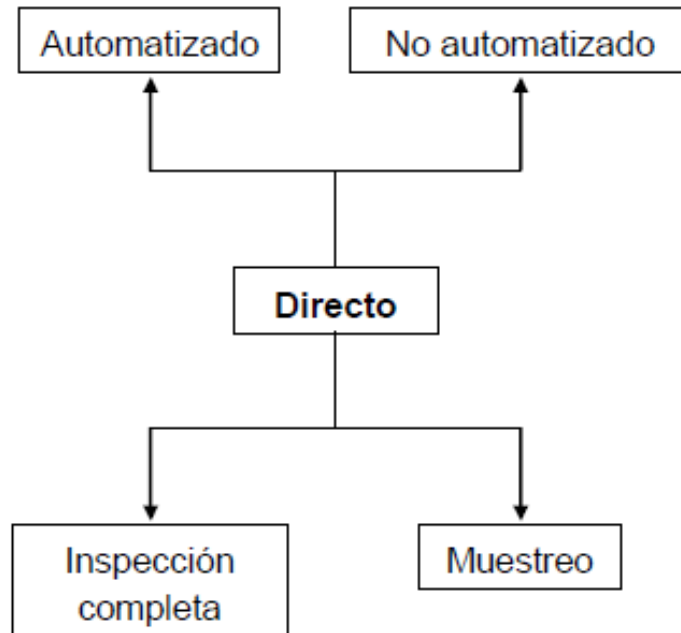 Automatizado
No automatizado
Directo
Inspección
completa
Muestreo